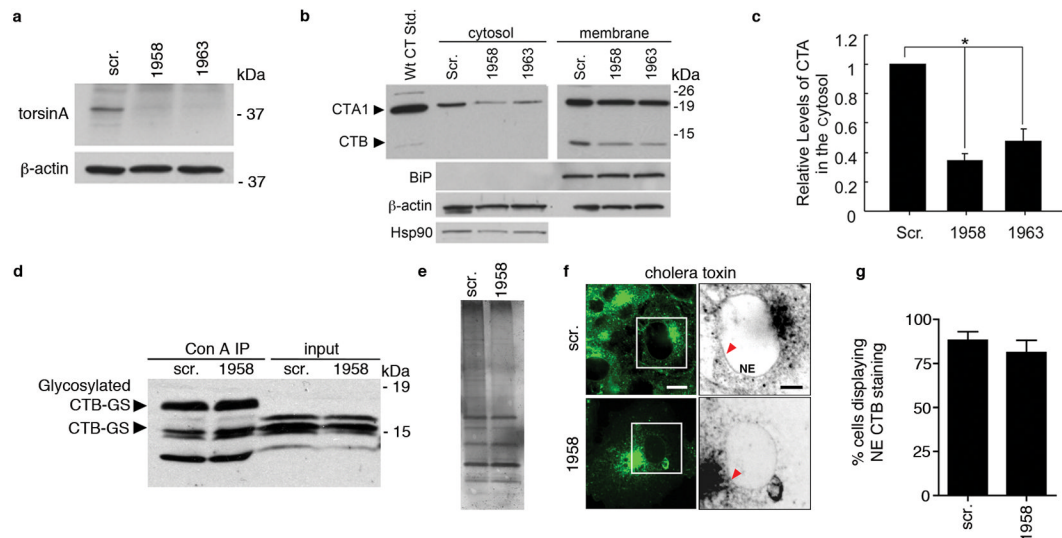 a
scr.
1958
1963
kDa
torsinA
- 37
β-actin
- 37
b
Wt CT Std.
cytosol
membrane
Scr.
1958
1963
Scr.
1958
1963
kDa
-26
CTA1
-19
CTB
-15
BiP
β-actin
Hsp90
c
Relative Levels of CTA
in the cytosol
1.2
1
0.8
0.6
0.4
0.2
0
*
Scr.
1958
1963
d
Con A IP
input
scr.
1958
scr.
1958
kDa
Glycosylated
- 19
CTB-GS
CTB-GS
- 15
e
scr.
1958
f
cholera toxin
scr.
NE
1958
g
% cells displaying
NE CTB staining
100
75
50
25
0
scr.
1958